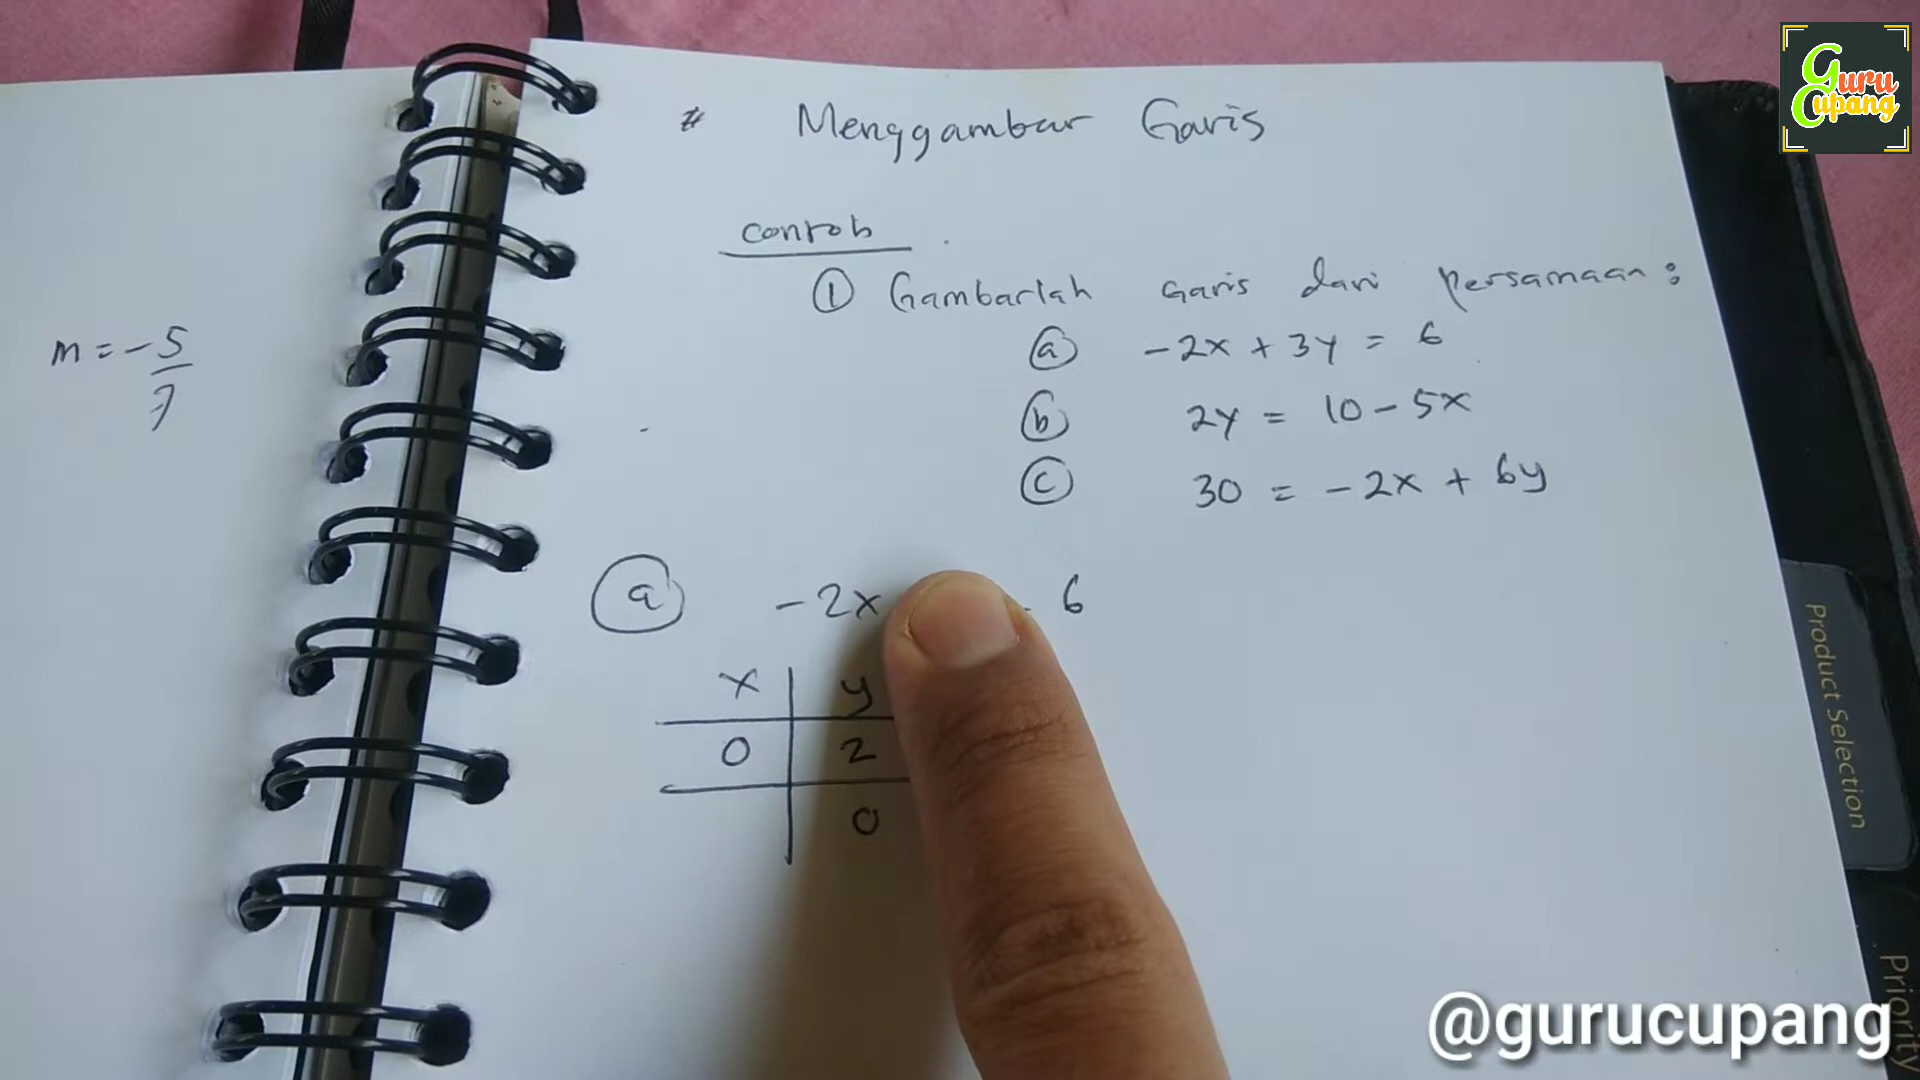 m = - 5/7
# Menggambar Garis
Contoh
① Gambarlah Garis dari Persamaan :
ⓐ -2x + 3y = 6
ⓑ 2y = 10 - 5x
ⓒ 30 = -2x + 6y
ⓐ -2x 6
x | y
0 | 2
0
Product Selection
Priority
Guru
Cupang
@gurucupang